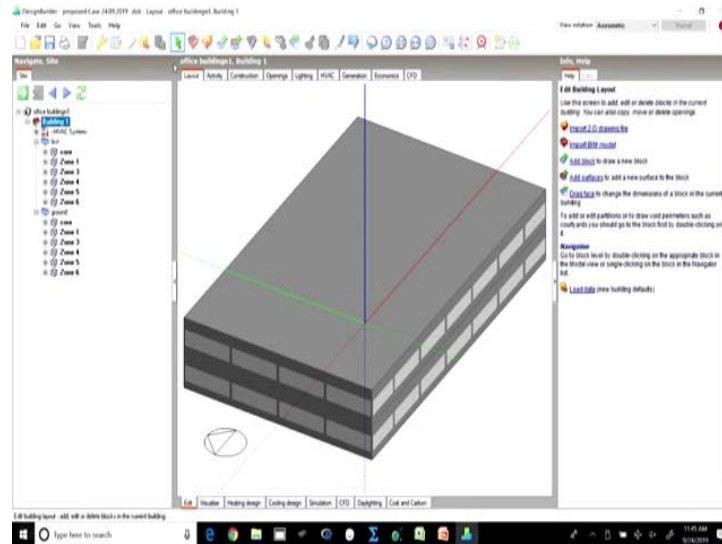 DesignBuilder - proposed Case 24.09.2019 .dsb - Layout - office buildings1, Building 1
File Edit Go View Tools Help
View rotation Axonometric
Navigate, Site
Site
office buildings1
Building 1
HVAC Systems
core
Zone 1
Zone 3
Zone 4
Zone 5
Zone 6
ground
core
Zone 1
Zone 3
Zone 4
Zone 5
Zone 6
office buildings1, Building 1
Layout Activity Construction Openings Lighting HVAC Generation Economics CFD
Edit Visualise Heating design Cooling design Simulation CFD Daylighting Cost and Carbon
Info, Help
Help
Edit Building Layout
Use this screen to add, edit or delete blocks in the current
building. You can also copy, move or delete openings.
Import 2-D drawing file
Import BIM model
Add block to draw a new block
Add surfaces to add a new surface to the block
Drag face to change the dimensions of a block in the current
building
To add or edit partitions or to draw void perimeters such as
courtyards you should go to the block first by double-clicking on
it.
Navigation
Go to block level by double-clicking on the appropriate block in
the Model view or single-clicking on the block in the Navigator
list.
Load data (new building defaults)
Edit building layout - add, edit or delete blocks in the current building
Type here to search
11:45 AM
9/24/2019